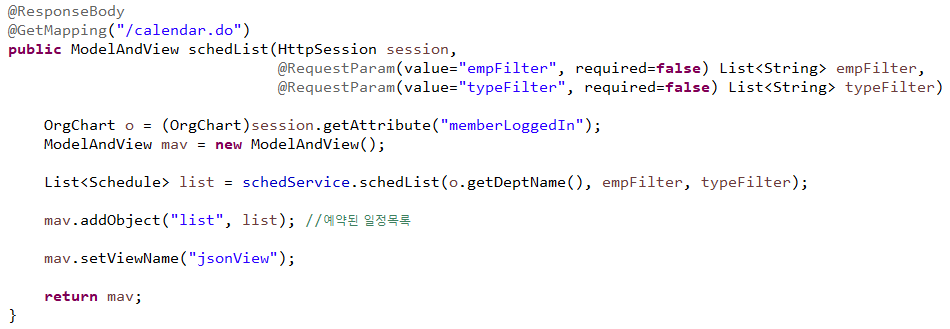 @ResponseBody
@GetMapping("/calendar.do")
public ModelAndView schedList(HttpSession session,
@RequestParam(value="empFilter", required=false) List<String> empFilter,
@RequestParam(value="typeFilter", required=false) List<String> typeFilter)
OrgChart o = (OrgChart)session.getAttribute("memberLoggedIn");
ModelAndView mav = new ModelAndView();
List<Schedule> list = schedService.schedList(o.getDeptName(), empFilter, typeFilter);
mav.addObject("list", list); //예약된 일정목록
mav.setViewName("jsonView");
return mav;
}